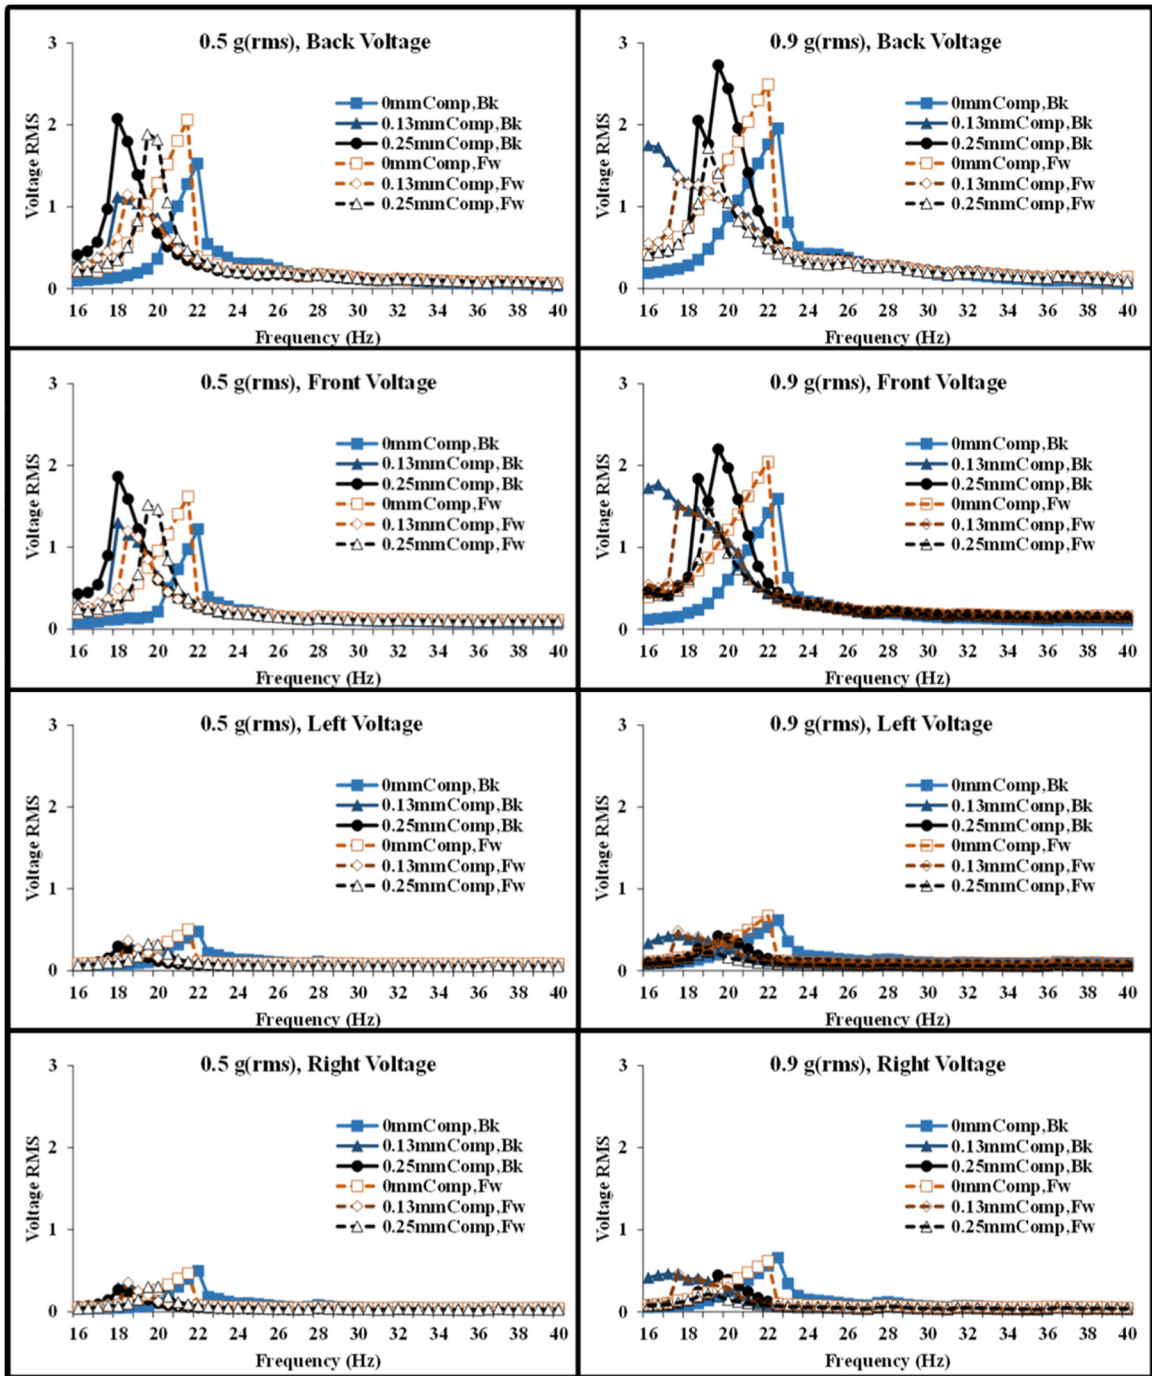 0.5 g(rms), Back Voltage
3
2
1
0
Voltage RMS
0mmComp,Bk
0.13mmComp,Bk
0.25mmComp,Bk
0mmComp,Fw
0.13mmComp,Fw
0.25mmComp,Fw
16 18 20 22 24 26 28 30 32 34 36 38 40
Frequency (Hz)
0.9 g(rms), Back Voltage
3
2
1
0
Voltage RMS
0mmComp,Bk
0.13mmComp,Bk
0.25mmComp,Bk
0mmComp,Fw
0.13mmComp,Fw
0.25mmComp,Fw
16 18 20 22 24 26 28 30 32 34 36 38 40
Frequency (Hz)
0.5 g(rms), Front Voltage
3
2
1
0
Voltage RMS
0mmComp,Bk
0.13mmComp,Bk
0.25mmComp,Bk
0mmComp,Fw
0.13mmComp,Fw
0.25mmComp,Fw
16 18 20 22 24 26 28 30 32 34 36 38 40
Frequency (Hz)
0.9 g(rms), Front Voltage
3
2
1
0
Voltage RMS
0mmComp,Bk
0.13mmComp,Bk
0.25mmComp,Bk
0mmComp,Fw
0.13mmComp,Fw
0.25mmComp,Fw
16 18 20 22 24 26 28 30 32 34 36 38 40
Frequency (Hz)
0.5 g(rms), Left Voltage
3
2
1
0
Voltage RMS
0mmComp,Bk
0.13mmComp,Bk
0.25mmComp,Bk
0mmComp,Fw
0.13mmComp,Fw
0.25mmComp,Fw
16 18 20 22 24 26 28 30 32 34 36 38 40
Frequency (Hz)
0.9 g(rms), Left Voltage
3
2
1
0
Voltage RMS
0mmComp,Bk
0.13mmComp,Bk
0.25mmComp,Bk
0mmComp,Fw
0.13mmComp,Fw
0.25mmComp,Fw
16 18 20 22 24 26 28 30 32 34 36 38 40
Frequency (Hz)
0.5 g(rms), Right Voltage
3
2
1
0
Voltage RMS
0mmComp,Bk
0.13mmComp,Bk
0.25mmComp,Bk
0mmComp,Fw
0.13mmComp,Fw
0.25mmComp,Fw
16 18 20 22 24 26 28 30 32 34 36 38 40
Frequency (Hz)
0.9 g(rms), Right Voltage
3
2
1
0
Voltage RMS
0mmComp,Bk
0.13mmComp,Bk
0.25mmComp,Bk
0mmComp,Fw
0.13mmComp,Fw
0.25mmComp,Fw
16 18 20 22 24 26 28 30 32 34 36 38 40
Frequency (Hz)